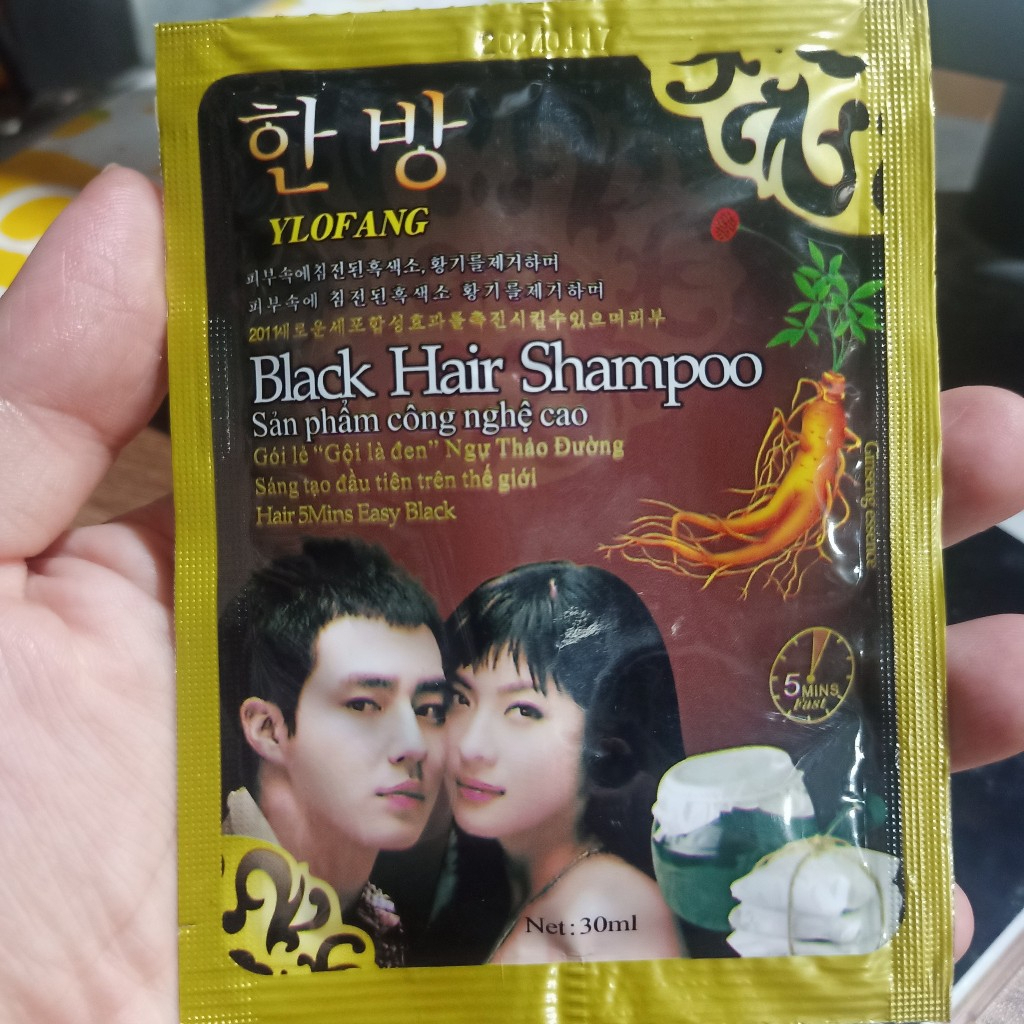 20270117
한방
YLOFANG
피부속에침전된흑색소, 황기를제거하며
피부속에 침전된흑색소 황기를제기하며
2011새로운세포합성효과를촉진시킬수있으며피부
Black Hair Shampoo
Sản phẩm công nghệ cao
Gói lẻ “Gội là đen” Ngự Thảo Đường
Sáng tạo đầu tiên trên thế giới
Hair 5Mins Easy Black
Ginseng essence
5 MINS
Fast
Net: 30ml